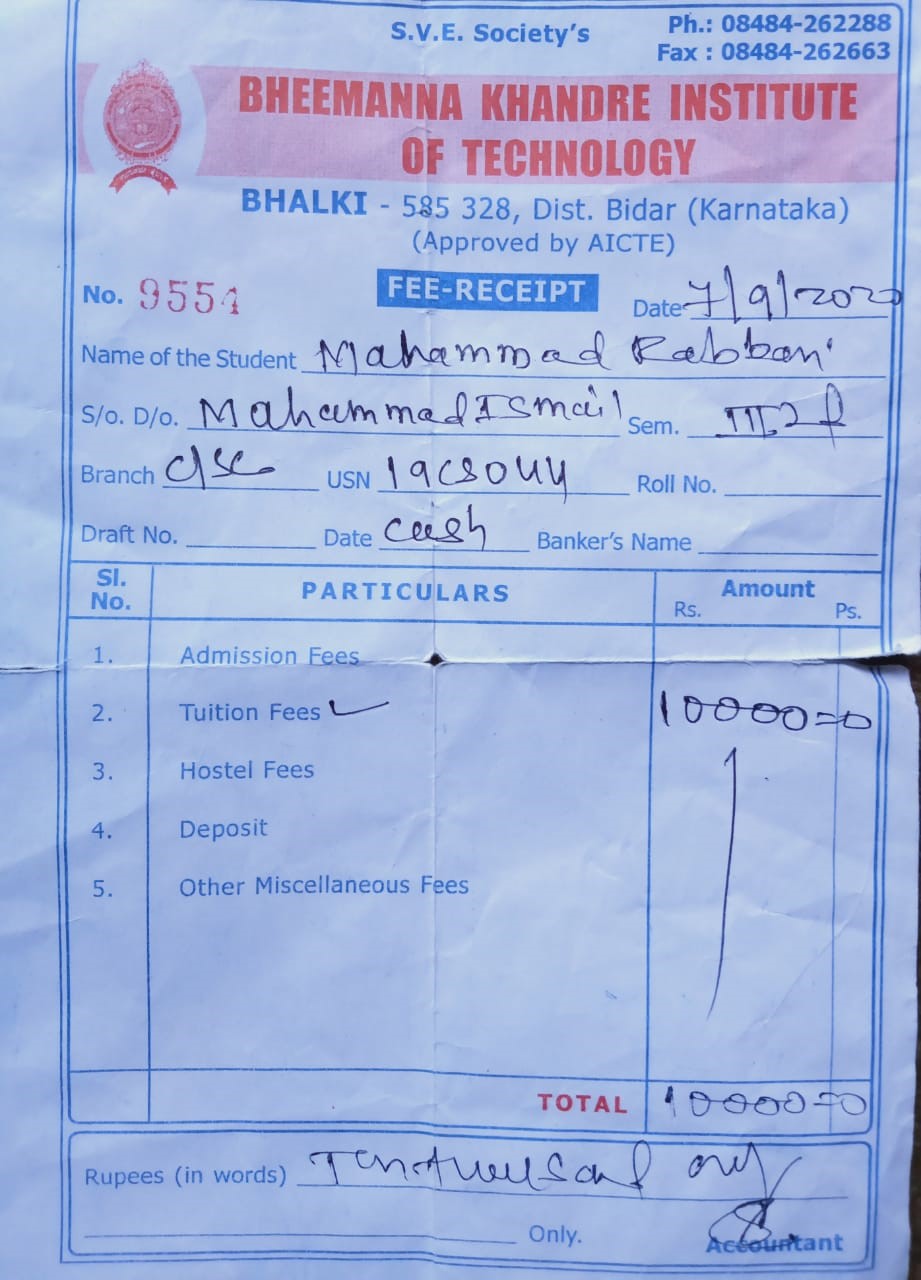 S.V.E. Society's
Ph.: 08484-262288
Fax : 08484-262663
BHEEMANNA KHANDRE INSTITUTE
OF TECHNOLOGY
BHALKI - 585 328, Dist. Bidar (Karnataka)
(Approved by AICTE)
No. 9554 FEE-RECEIPT Date 7/9/2020
Name of the Student Mahammad Rabbani
S/o. D/o. Mahammad Ismail Sem. III
Branch CSE USN 19CS044 Roll No.
Draft No. Date cash Banker's Name
Sl. No. PARTICULARS Amount
Rs. Ps.
1. Admission Fees
2. Tuition Fees 10000=0
3. Hostel Fees
4. Deposit
5. Other Miscellaneous Fees
TOTAL 10000=0
Rupees (in words) Ten thousand only
Only.
Accountant